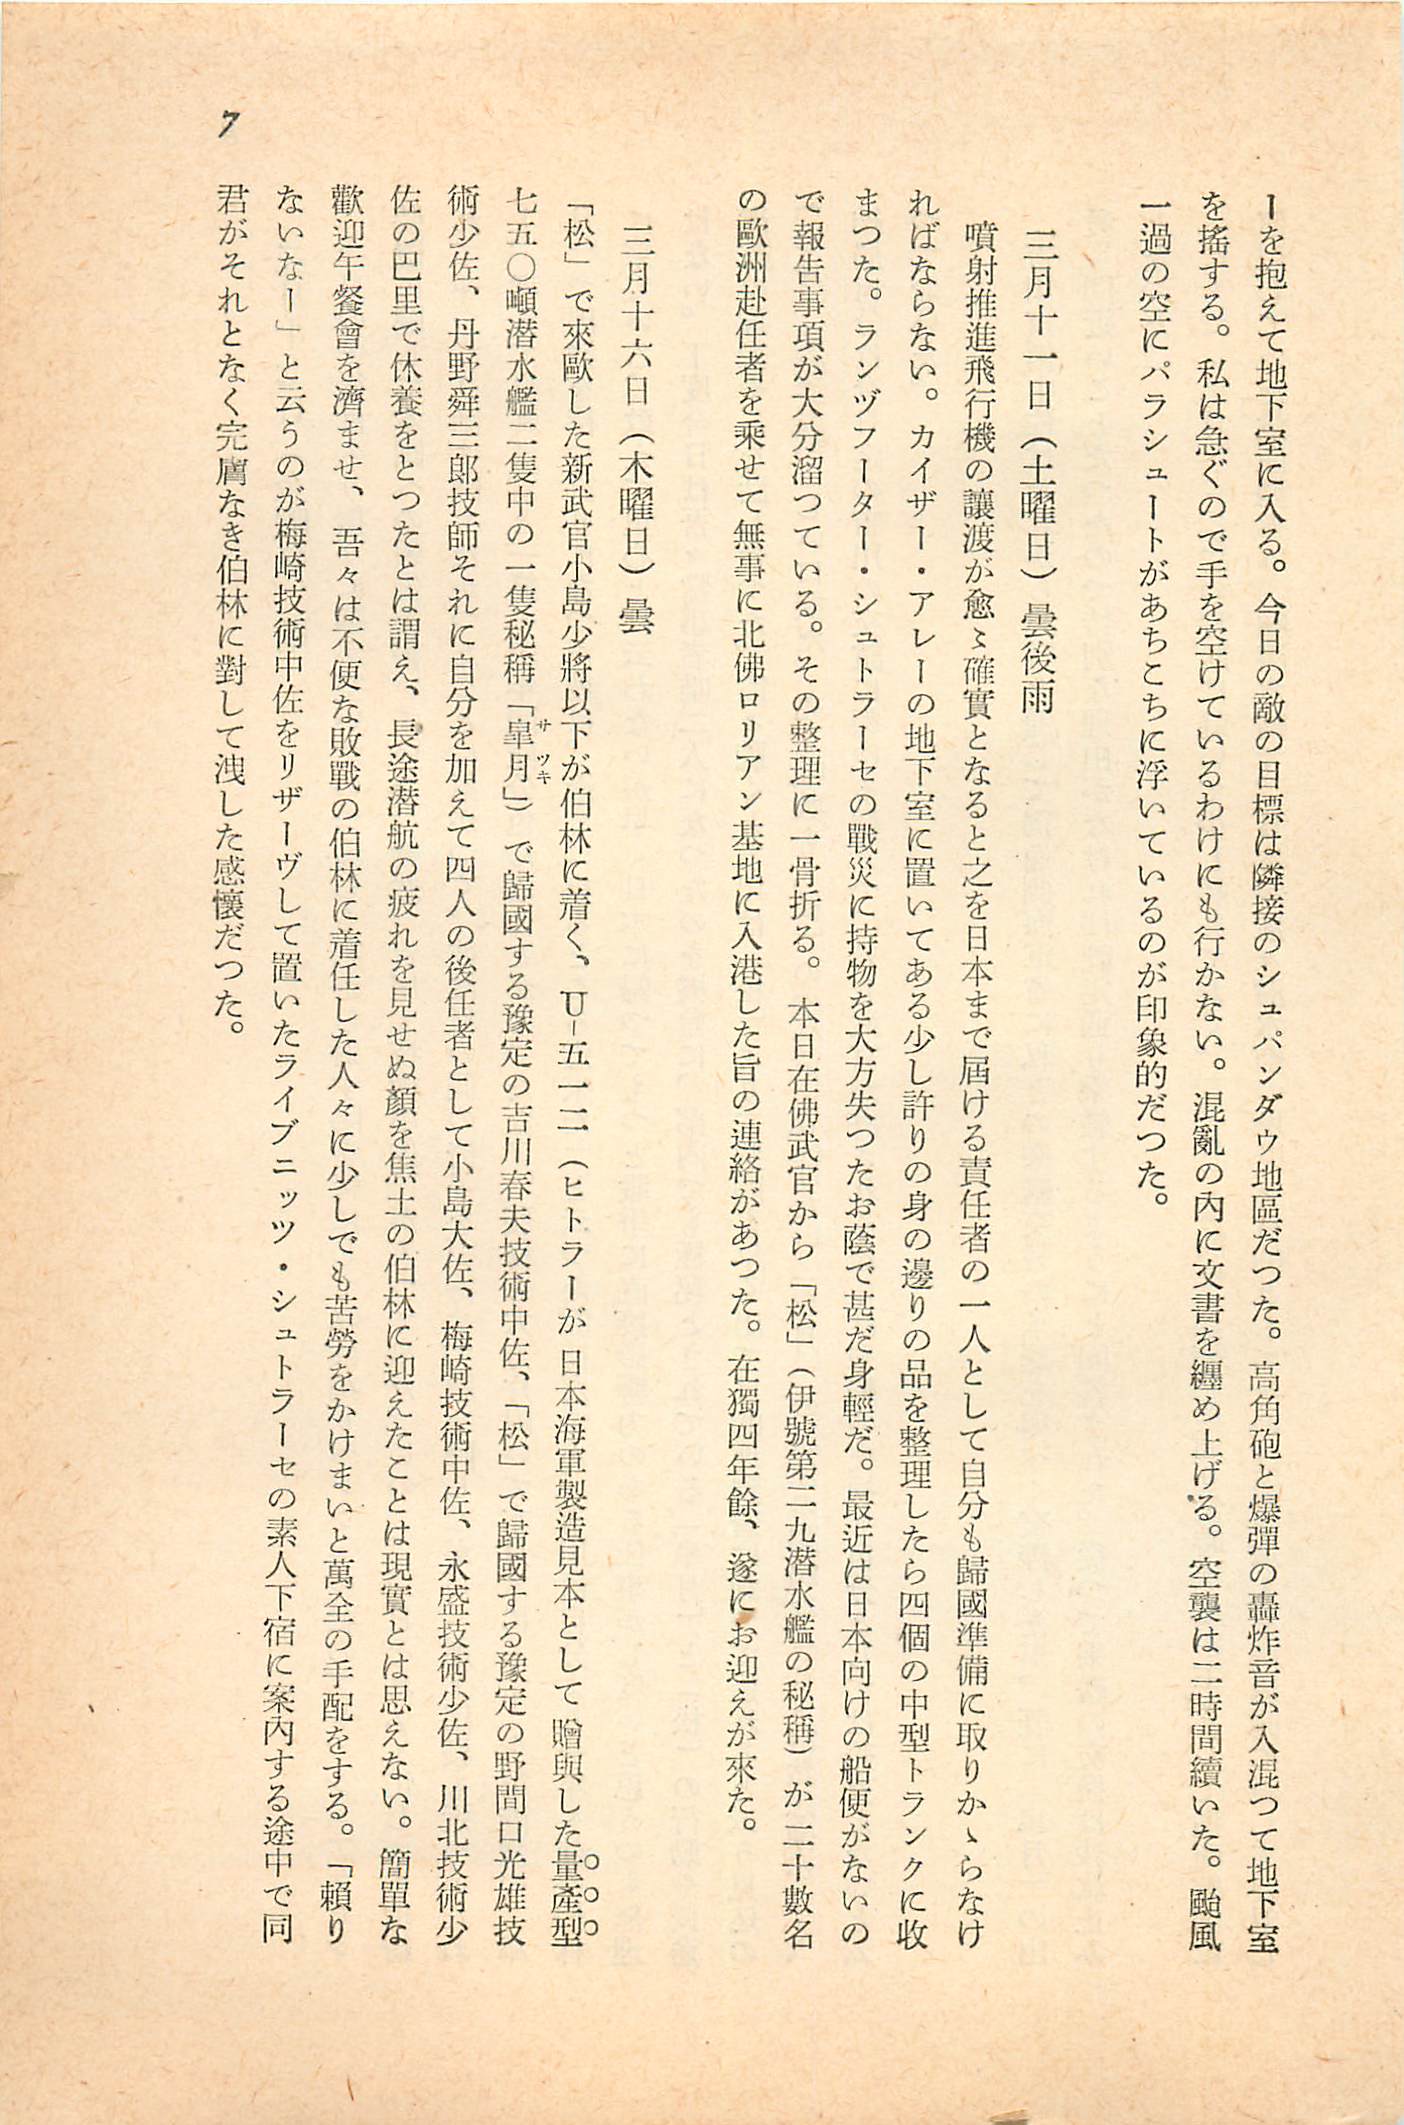 7
ーを抱えて地下室に入る。今日の敵の目標は隣接のシュパンダゥ地區だつた。高角砲と爆彈の轟炸音が入混つて地下室
を搖する。私は急ぐので手を空けているわけにも行かない。混亂の內に文書を纒め上げる。空襲は二時間續いた。颱風
一過の空にパラシュートがあちこちに浮いているのが印象的だつた。
三月十一日（土曜日）曇後雨
噴射推進飛行機の讓渡が愈〻確實となると之を日本まで屆ける責任者の一人として自分も歸國準備に取りかゝらなけ
ればならない。カイザー・アレーの地下室に置いてある少し許りの身の邊りの品を整理したら四個の中型トランクに收
まつた。ランヅフーター・シュトラーセの戰災に持物を大方失つたお蔭で甚だ身輕だ。最近は日本向けの船便がないの
で報告事項が大分溜つている。その整理に一骨折る。本日在佛武官から「松」（伊號第二九潜水艦の秘稱）が二十數名
の歐洲赴任者を乘せて無事に北佛ロリアン基地に入港した旨の連絡があつた。在獨四年餘、遂にお迎えが來た。
三月十六日（木曜日）曇
「松」で來歐した新武官小島少將以下が伯林に着く、U-五一一（ヒトラーが日本海軍製造見本として贈與した量産型
七五〇噸潜水艦二隻中の一隻秘稱「皐月サツキ」）で歸國する豫定の吉川春夫技術中佐、「松」で歸國する豫定の野間口光雄技
術少佐、丹野舜三郎技師それに自分を加えて四人の後任者として小島大佐、梅崎技術中佐、永盛技術少佐、川北技術少
佐の巴里で休養をとつたとは謂え、長途潜航の疲れを見せぬ顏を焦土の伯林に迎えたことは現實とは思えない。簡單な
歡迎午餐會を濟ませ、吾々は不便な敗戰の伯林に着任した人々に少しでも苦勞をかけまいと萬全の手配をする。「賴り
ないなー」と云うのが梅崎技術中佐をリザーヴして置いたライブニッツ・シュトラーセの素人下宿に案內する途中で同
君がそれとなく完膚なき伯林に對して洩した感懷だつた。